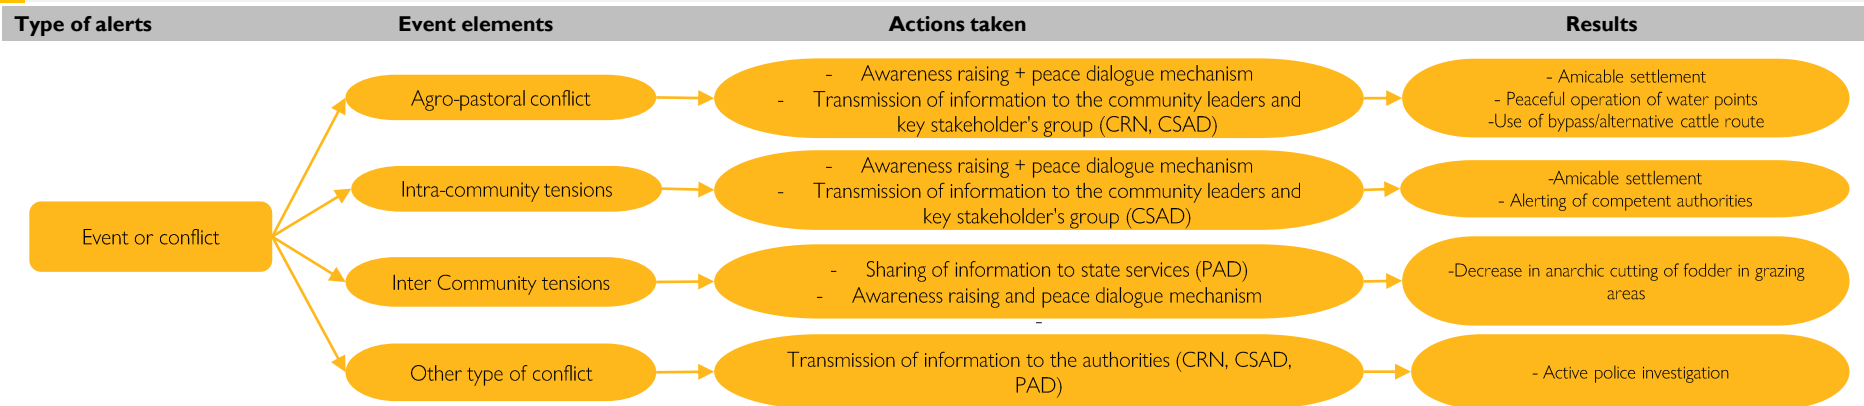 Type of alerts
Event elements
Actions taken
Results
Event or conflict
Agro-pastoral conflict
- Awareness raising + peace dialogue mechanism
- Transmission of information to the community leaders and
key stakeholder's group (CRN, CSAD)
- Amicable settlement
- Peaceful operation of water points
-Use of bypass/alternative cattle route
Intra-community tensions
- Awareness raising + peace dialogue mechanism
- Transmission of information to the community leaders and
key stakeholder's group (CSAD)
-Amicable settlement
- Alerting of competent authorities
Inter Community tensions
- Sharing of information to state services (PAD)
- Awareness raising and peace dialogue mechanism
-
-Decrease in anarchic cutting of fodder in grazing
areas
Other type of conflict
Transmission of information to the authorities (CRN, CSAD,
PAD)
- Active police investigation